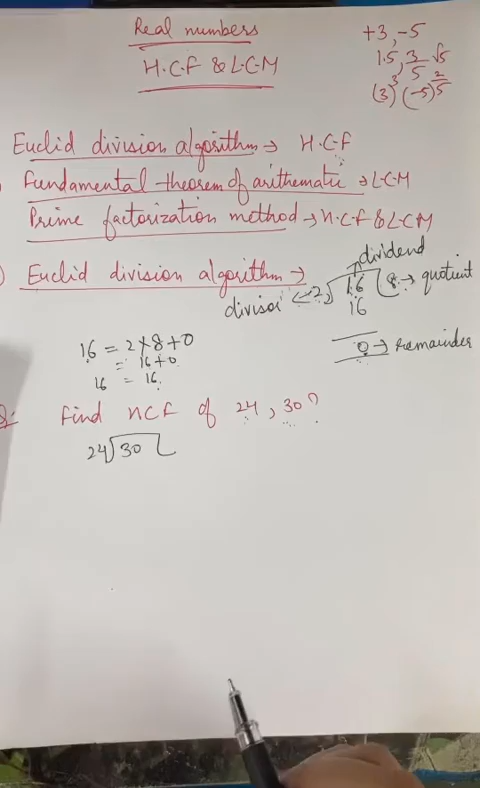 Real numbers
H.C.F & L.C.M
+3, -5
1.5, 3/5 √5
(3)³ (-5)^2/5
Euclid division algorithm → H.C.F
Fundamental theorem of arithematic → L.C.M
Prime factorization method → H.C.F & L.C.M
Euclid division algorithm →
dividend
divisor ← 2) 16 ( 8 → quotient
16
0 → remainder
16 = 2×8+0
= 16+0
16 = 16
Q: Find HCF of 24, 30?
24) 30 (